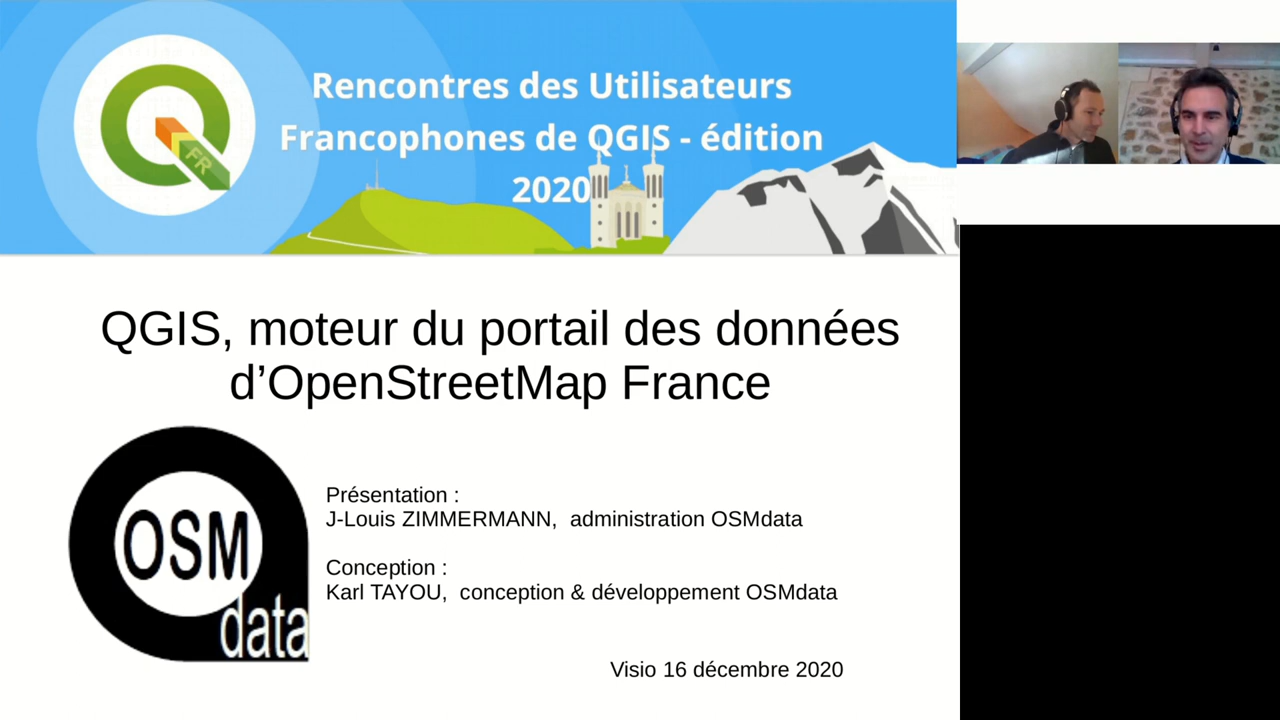 Rencontres des Utilisateurs
Francophones de QGIS - édition
2020
FR
QGIS, moteur du portail des données
d’OpenStreetMap France
OSM
data
Présentation :
J-Louis ZIMMERMANN, administration OSMdata
Conception :
Karl TAYOU, conception & développement OSMdata
Visio 16 décembre 2020